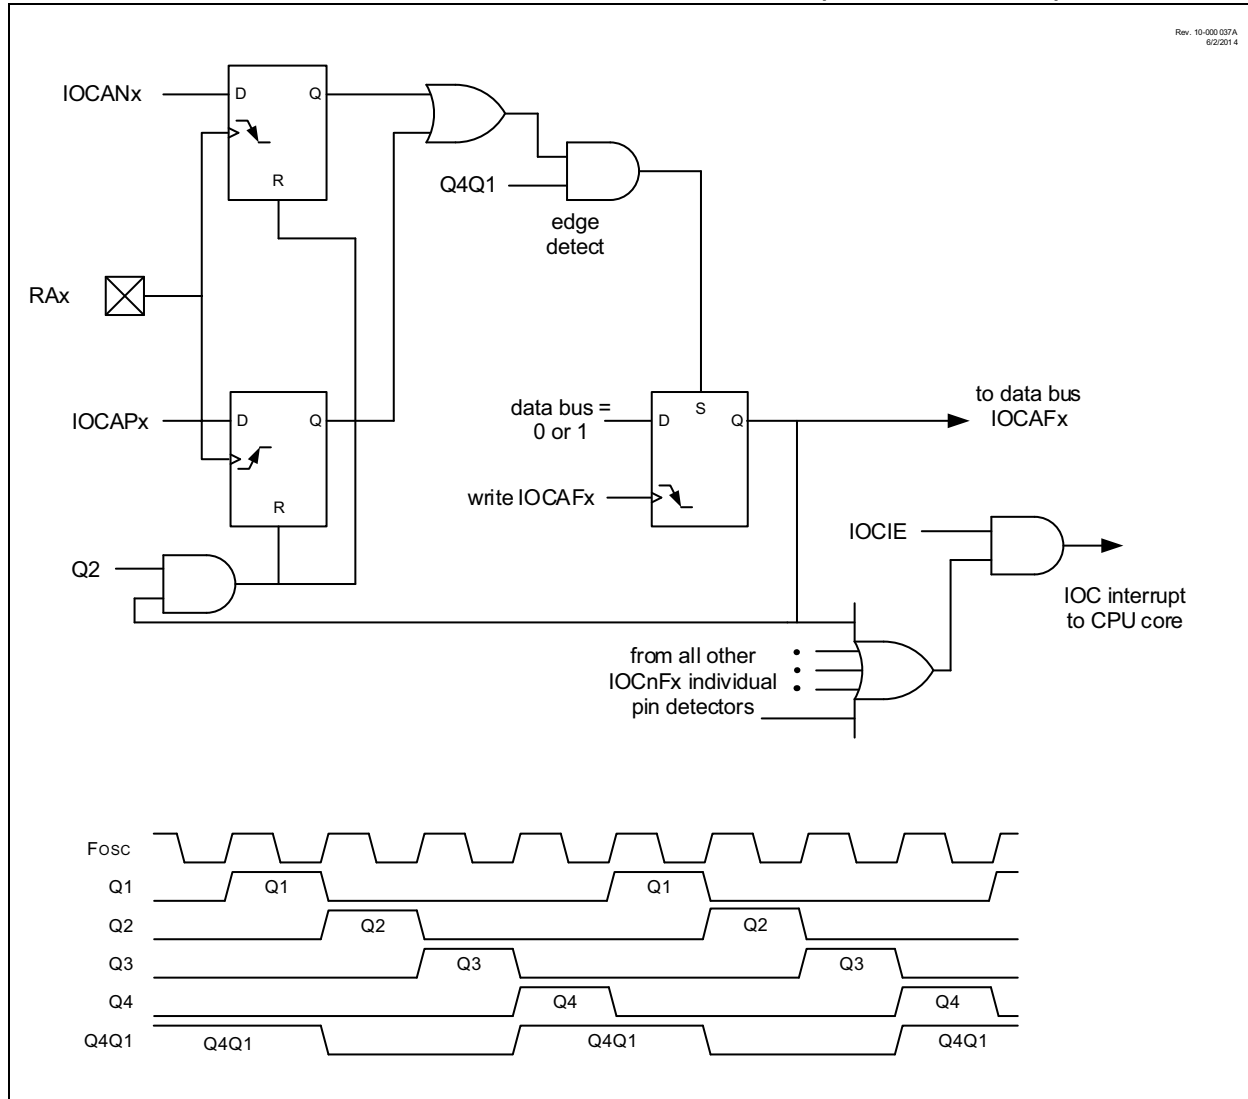 Rev. 10-000 037A
6/2/2014
IOCANx
D
Q
R
Q4Q1
edge
detect
RAx
IOCAPx
D
Q
R
data bus =
0 or 1
D
S
Q
to data bus
IOCAFx
write IOCAFx
IOCIE
Q2
IOC interrupt
to CPU core
from all other
IOCnFx individual
pin detectors
FOSC
Q1
Q1
Q1
Q2
Q2
Q2
Q3
Q3
Q3
Q4
Q4
Q4
Q4Q1
Q4Q1
Q4Q1
Q4Q1